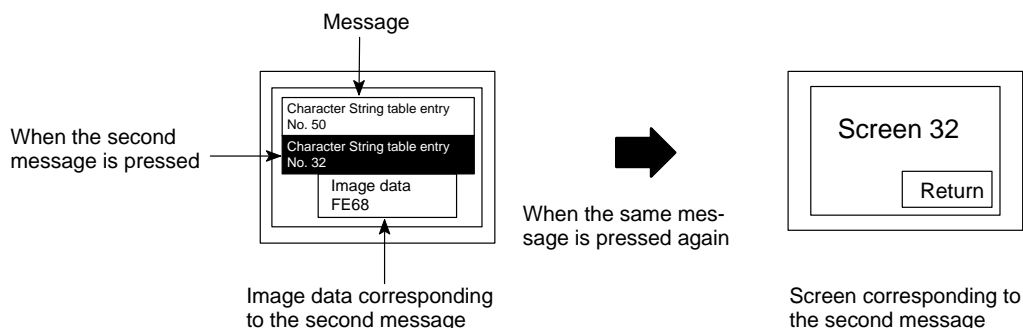 Message
When the second
message is pressed
Character String table entry
No. 50
Character String table entry
No. 32
Image data
FE68
Image data corresponding
to the second message
When the same mes-
sage is pressed again
Screen 32
Return
Screen corresponding to
the second message